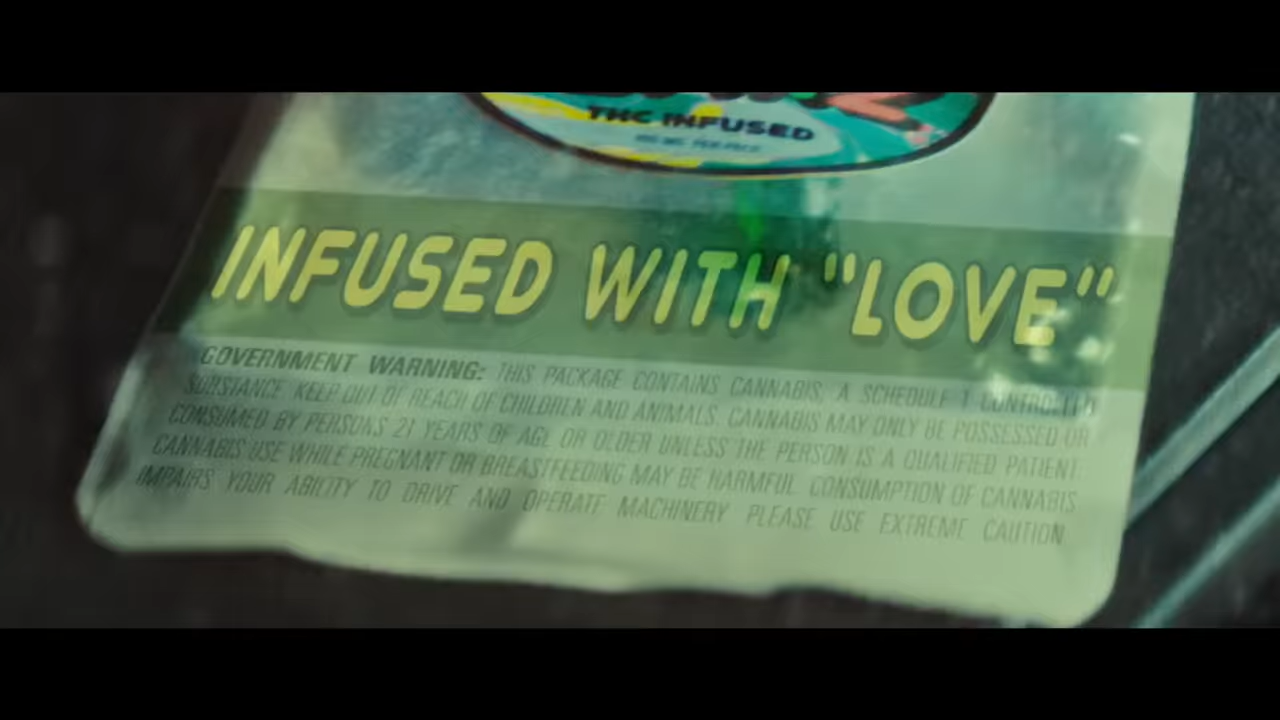 THC INFUSED
INFUSED WITH "LOVE"
GOVERNMENT WARNING: THIS PACKAGE CONTAINS CANNABIS, A SCHEDULE 1 CONTROLLED
SUBSTANCE. KEEP OUT OF REACH OF CHILDREN AND ANIMALS. CANNABIS MAY ONLY BE POSSESSED OR
CONSUMED BY PERSONS 21 YEARS OF AGE OR OLDER UNLESS THE PERSON IS A QUALIFIED PATIENT.
CANNABIS USE WHILE PREGNANT OR BREASTFEEDING MAY BE HARMFUL. CONSUMPTION OF CANNABIS
IMPAIRS YOUR ABILITY TO DRIVE AND OPERATE MACHINERY PLEASE USE EXTREME CAUTION.